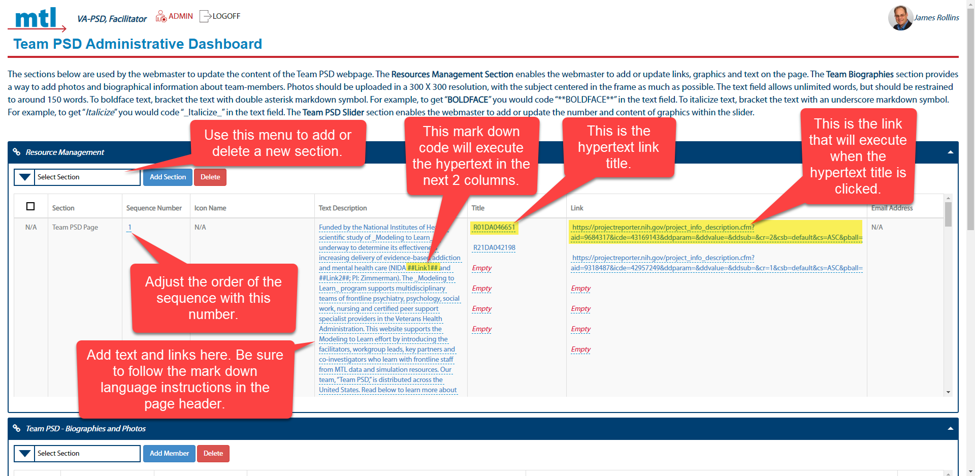 mtl
VA-PSD, Facilitator
ADMIN
LOGOFF
James Rollins
Team PSD Administrative Dashboard
The sections below are used by the webmaster to update the content of the Team PSD webpage. The Resources Management Section enables the webmaster to add or update links, graphics and text on the page. The Team Biographies section provides
a way to add photos and biographical information about team-members. Photos should be uploaded in a 300 X 300 resolution, with the subject centered in the frame as much as possible. The text field allows unlimited words, but should be restrained
to around 150 words. To boldface text, bracket the text with double asterisk markdown symbol. For example, to get "BOLDFACE" you would code "**BOLDFACE**" in the text field. To italicize text, bracket the text with an underscore markdown symbol.
For example, to get "Italicize" you would code "_Italicize_" in the text field. The Team PSD Slider section enables the webmaster to add or update the number and content of graphics within the slider.
Use this menu to add or
delete a new section.
This mark down
code will execute
the hypertext in the
next 2 columns.
This is the
hypertext link
title.
This is the link
that will execute
when the
hypertext title is
clicked.
Resource Management
Select Section
Add Section
Delete
Section
Sequence Number
Icon Name
Text Description
Title
Link
Email Address
N/A
Team PSD Page
1
N/A
Funded by the National Institutes of He
scientific study of _Modeling to Learn_
underway to determine its effectivene
increasing delivery of evidence-based addiction
and mental health care (NIDA ##Link1## and
##Link2##; PI: Zimmerman). The _Modeling to
Learn_ program supports multidisciplinary
teams of frontline psychiatry, psychology, social
work, nursing and certified peer support
specialist providers in the Veterans Health
Administration. This website supports the
Modeling to Learn effort by introducing the
facilitators, workgroup leads, key partners and
co-investigators who learn with frontline staff
from MTL data and simulation resources. Our
team, "Team PSD," is distributed across the
United States. Read below to learn more about
R01DA046651
R21DA042198
Empty
Empty
Empty
Empty
https://projectreporter.nih.gov/project_info_description.cfm?
aid=9684317&icde=43169143&ddparam=&ddvalue=&ddsub=&cr=2&csb=default&cs=ASC&pball=
https://projectreporter.nih.gov/project_info_description.cfm?
aid=9318487&icde=42957249&ddparam=&ddvalue=&ddsub=&cr=1&csb=default&cs=ASC&pball=
Empty
Empty
Empty
Empty
N/A
Adjust the order of the
sequence with this
number.
Add text and links here. Be sure
to follow the mark down
language instructions in the
page header.
Team PSD - Biographies and Photos
Select Section
Add Member
Delete